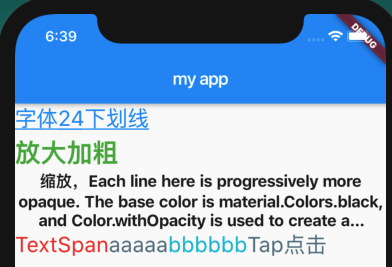 6:39
DEBUG
my app
字体24下划线
放大加粗
缩放，Each line here is progressively more
opaque. The base color is material.Colors.black,
and Color.withOpacity is used to create a...
TextSpanaaaaabbbbbbTap点击